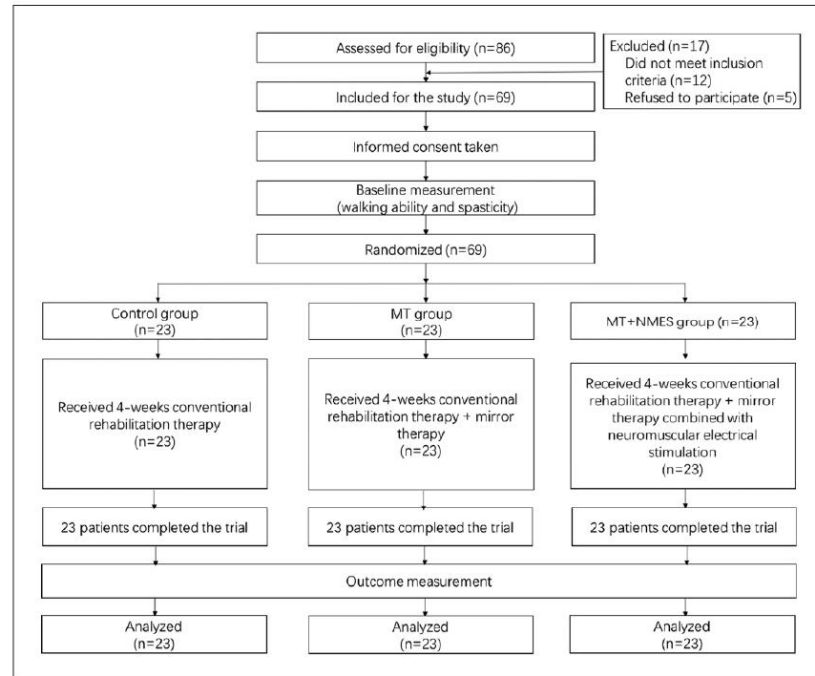 Assessed for eligibility (n=86)
Excluded (n=17)
Did not meet inclusion
criteria (n=12)
Refused to participate (n=5)
Included for the study (n=69)
Informed consent taken
Baseline measurement
(walking ability and spasticity)
Randomized (n=69)
Control group
(n=23)
MT group
(n=23)
MT+NMES group (n=23)
Received 4-weeks conventional
rehabilitation therapy
(n=23)
Received 4-weeks conventional
rehabilitation therapy + mirror
therapy
(n=23)
Received 4-weeks conventional
rehabilitation therapy + mirror
therapy combined with
neuromuscular electrical
stimulation
(n=23)
23 patients completed the trial
23 patients completed the trial
23 patients completed the trial
Outcome measurement
Analyzed
(n=23)
Analyzed
(n=23)
Analyzed
(n=23)